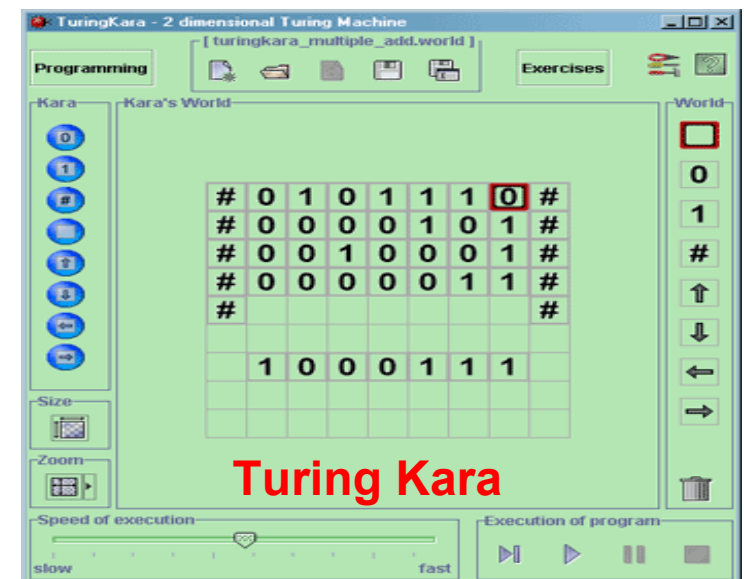 TuringKara - 2 dimensional Turing Machine
[ turingkara_multiple_add.world ]
Programming
Exercises
Kara
Kara's World
World
0
1
#
0
1
#
# 0 1 0 1 1 1 0 #
# 0 0 0 0 1 0 1 #
# 0 0 1 0 0 0 1 #
# 0 0 0 0 0 1 1 #
# #
1 0 0 0 1 1 1
Size
Zoom
Turing Kara
Speed of execution
Execution of program
slow
fast